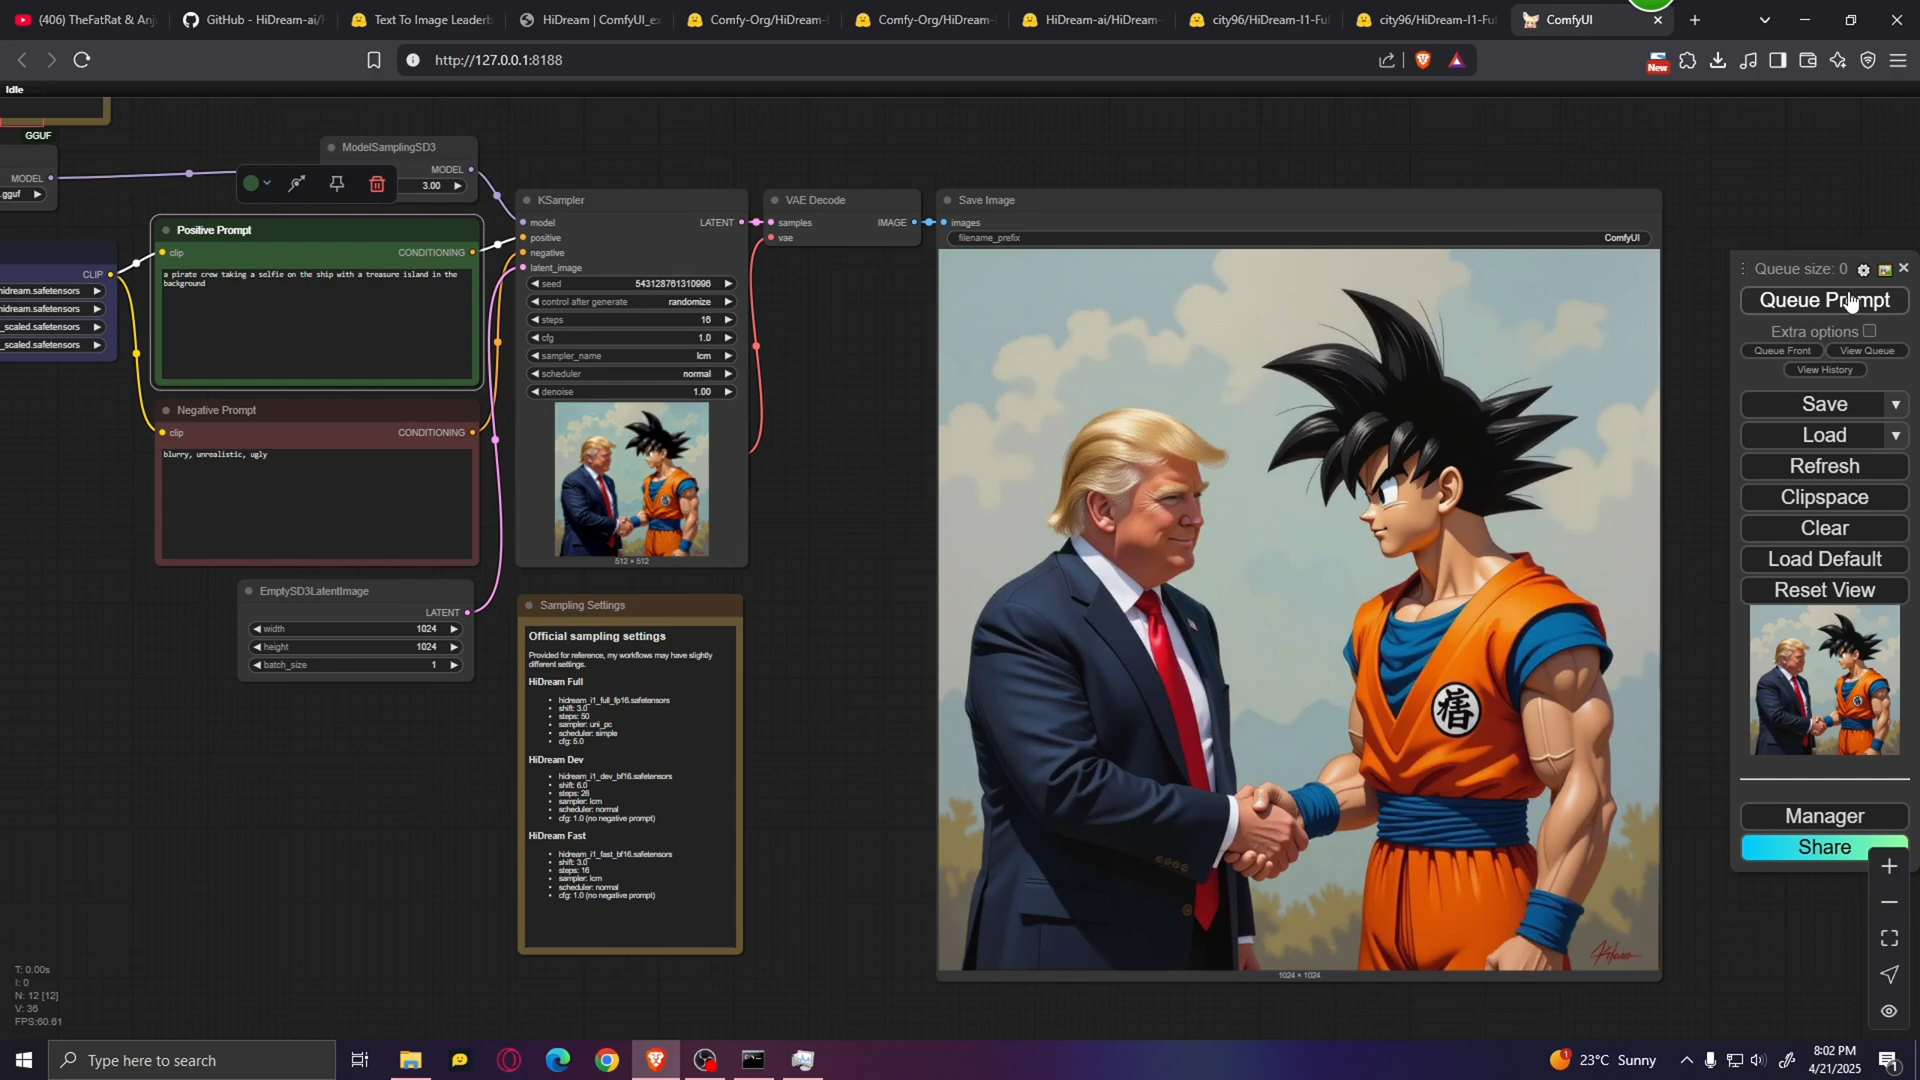 (406) TheFatRat & Anj
GitHub - HiDream-ai/H
Text To Image Leaderb
HiDream | ComfyUI_ex
Comfy-Org/HiDream-I
Comfy-Org/HiDream-I
HiDream-ai/HiDream-
city96/HiDream-I1-Ful
city96/HiDream-I1-Ful
ComfyUI
http://127.0.0.1:8188
New
Idle
GGUF
MODEL
.gguf
ModelSamplingSD3
MODEL
3.00
CLIP
hidream.safetensors
hidream.safetensors
_scaled.safetensors
_scaled.safetensors
Positive Prompt
clip
CONDITIONING
a pirate crew taking a selfie on the ship with a treasure island in the
background
Negative Prompt
clip
CONDITIONING
blurry, unrealistic, ugly
EmptySD3LatentImage
LATENT
width 1024
height 1024
batch_size 1
KSampler
model
LATENT
positive
negative
latent_image
seed 543128761310996
control after generate randomize
steps 16
cfg 1.0
sampler_name lcm
scheduler normal
denoise 1.00
512 × 512
Sampling Settings
Official sampling settings
Provided for reference, my workflows may have slightly
different settings.
HiDream Full
• hidream_i1_full_fp16.safetensors
• shift: 3.0
• steps: 50
• sampler: uni_pc
• scheduler: simple
• cfg: 5.0
HiDream Dev
• hidream_i1_dev_bf16.safetensors
• shift: 6.0
• steps: 28
• sampler: lcm
• scheduler: normal
• cfg: 1.0 (no negative prompt)
HiDream Fast
• hidream_i1_fast_bf16.safetensors
• shift: 3.0
• steps: 16
• sampler: lcm
• scheduler: normal
• cfg: 1.0 (no negative prompt)
VAE Decode
samples
IMAGE
vae
Save Image
images
filename_prefix ComfyUI
1024 × 1024
Queue size: 0
Queue Prompt
Extra options
Queue Front
View Queue
View History
Save
Load
Refresh
Clipspace
Clear
Load Default
Reset View
Manager
Share
T: 0.00s
I: 0
N: 12 [12]
V: 36
FPS:60.61
Type here to search
23°C Sunny
8:02 PM
4/21/2025